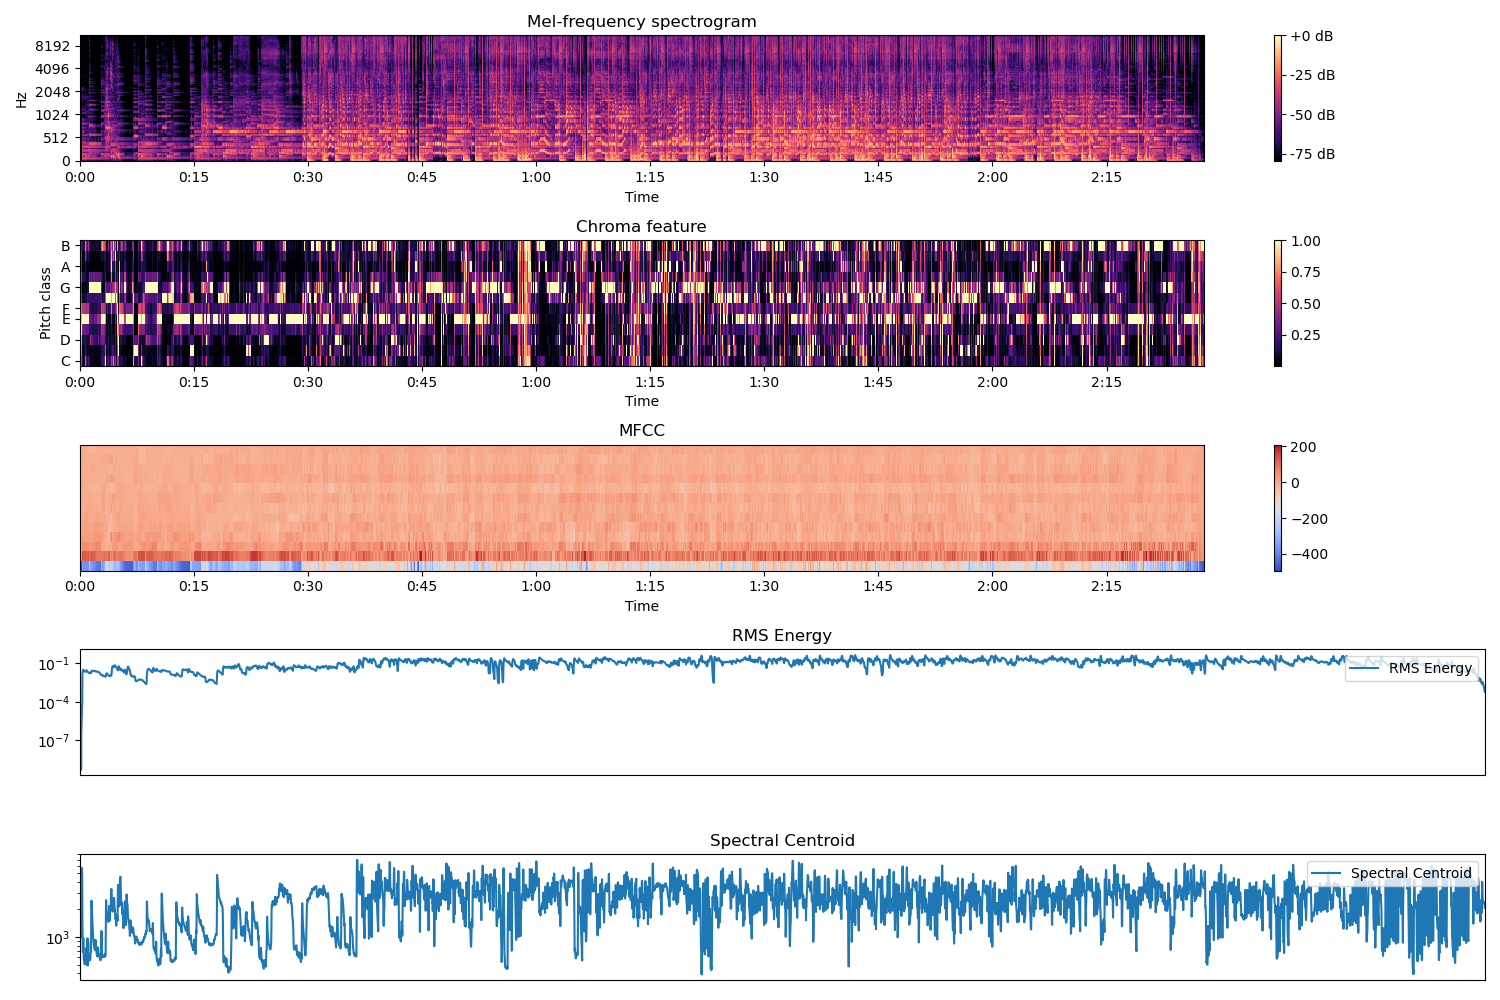 Mel-frequency spectrogram
8192
4096
2048
1024
512
0
Hz
0:00 0:15 0:30 0:45 1:00 1:15 1:30 1:45 2:00 2:15
Time
+0 dB
-25 dB
-50 dB
-75 dB
Chroma feature
B
A
G
E
E
D
C
Pitch class
0:00 0:15 0:30 0:45 1:00 1:15 1:30 1:45 2:00 2:15
Time
1.00
0.75
0.50
0.25
MFCC
0:00 0:15 0:30 0:45 1:00 1:15 1:30 1:45 2:00 2:15
Time
200
0
−200
−400
RMS Energy
10⁻¹
10⁻⁴
10⁻⁷
RMS Energy
Spectral Centroid
10³
Spectral Centroid